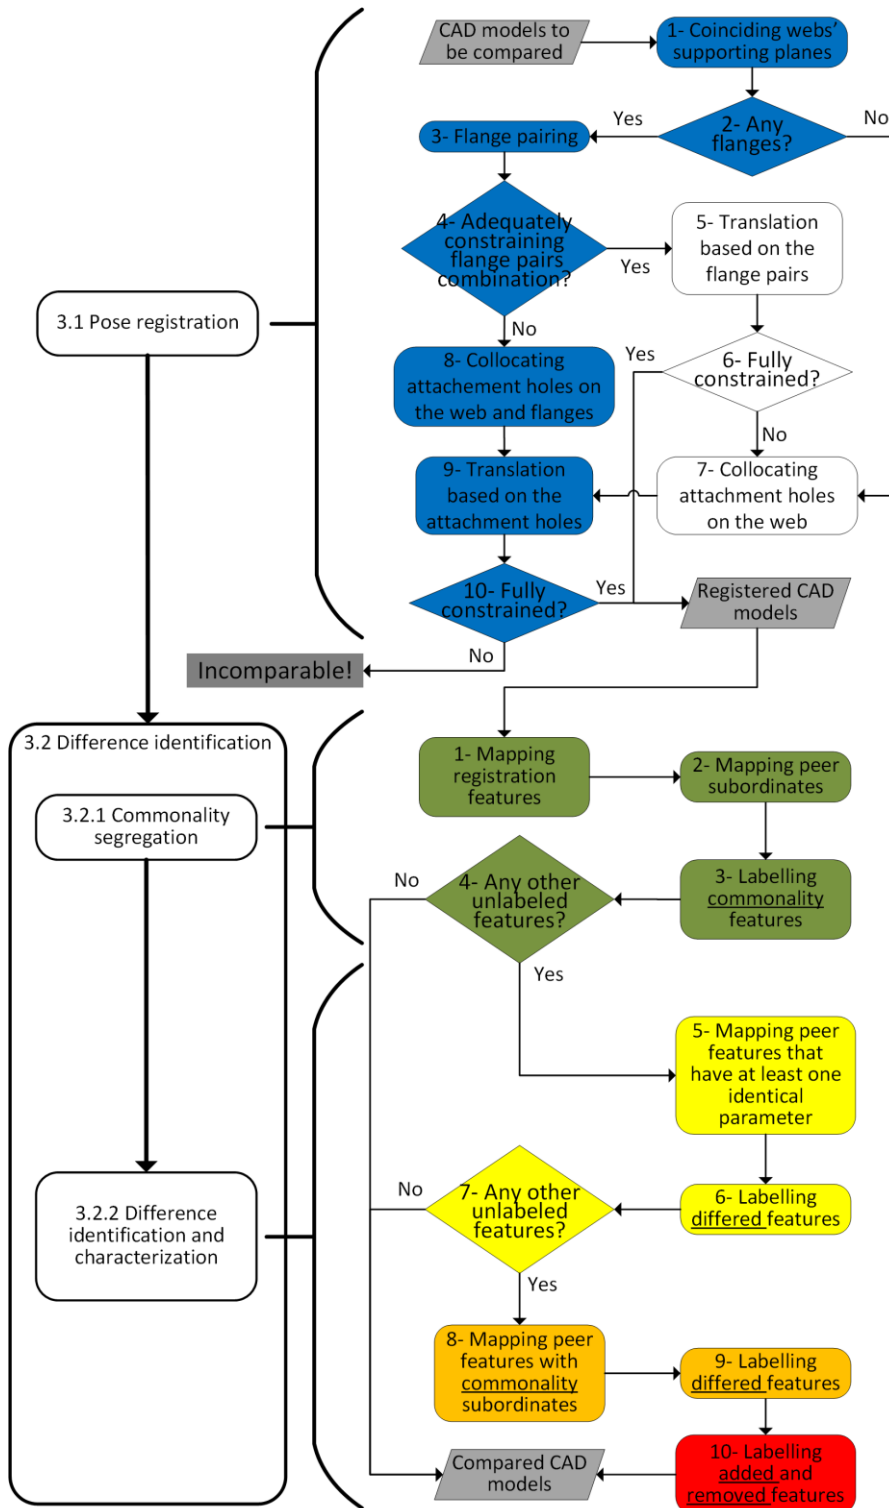 CAD models to
be compared
1- Coinciding webs'
supporting planes
Yes
No
2- Any
flanges?
3- Flange pairing
4- Adequately
constraining
flange pairs
combination?
Yes
5- Translation
based on the
flange pairs
3.1 Pose registration
No
Yes
8- Collocating
attachement holes on
the web and flanges
6- Fully
constrained?
No
9- Translation
based on the
attachment holes
7- Collocating
attachment holes
on the web
10- Fully
constrained?
Yes
Registered CAD
models
No
Incomparable!
3.2 Difference identification
1- Mapping
registration
features
2- Mapping peer
subordinates
3.2.1 Commonality
segregation
No
4- Any other
unlabeled
features?
3- Labelling
commonality
features
Yes
5- Mapping peer
features that
have at least one
identical
parameter
No
7- Any other
unlabeled
features?
6- Labelling
differed features
3.2.2 Difference
identification and
characterization
Yes
8- Mapping peer
features with
commonality
subordinates
9- Labelling
differed features
Compared CAD
models
10- Labelling
added and
removed features